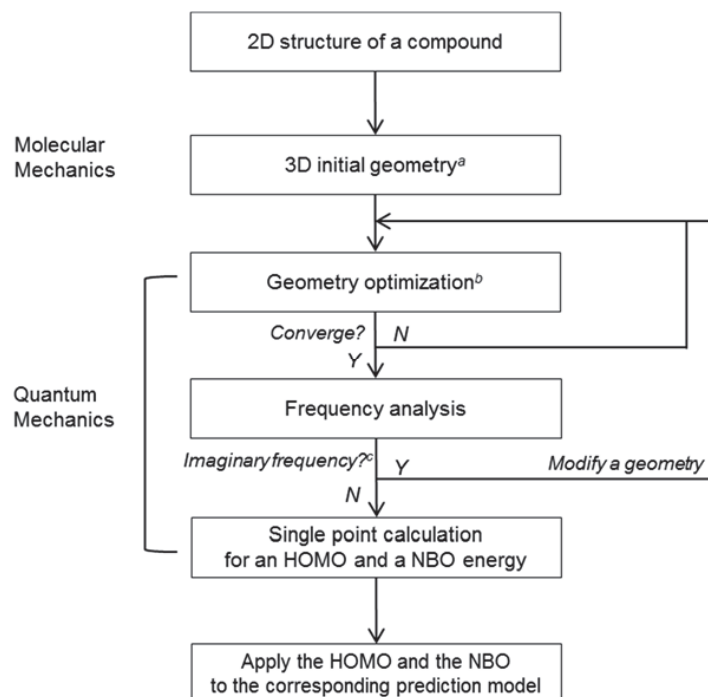 2D structure of a compound
Molecular
Mechanics
3D initial geometryᵃ
Geometry optimizationᵇ
Converge?
N
Y
Quantum
Mechanics
Frequency analysis
Imaginary frequency?ᶜ
Y
Modify a geometry
N
Single point calculation
for an HOMO and a NBO energy
Apply the HOMO and the NBO
to the corresponding prediction model